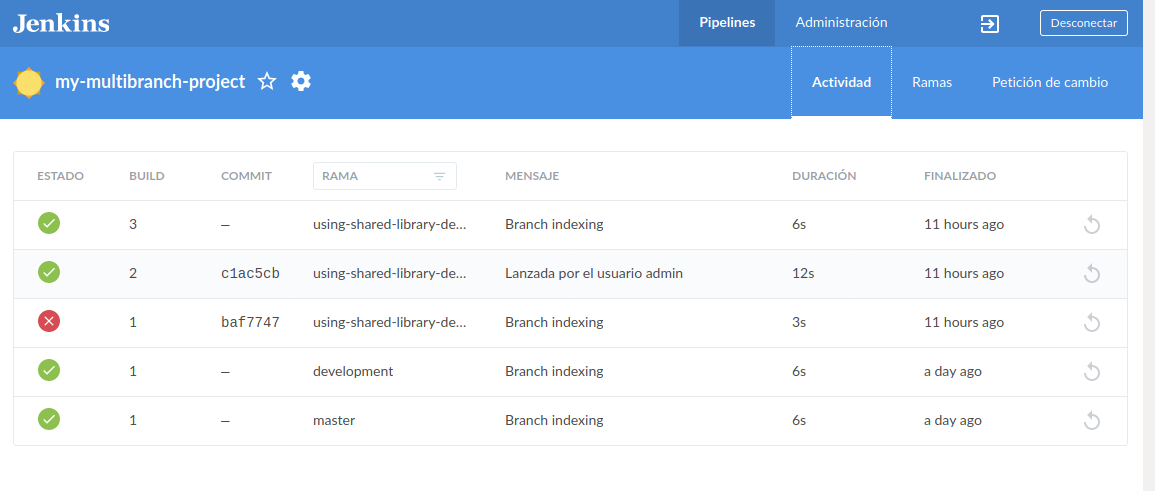 Jenkins Pipelines Administración Desconectar
my-multibranch-project Actividad Ramas Petición de cambio
ESTADO BUILD COMMIT RAMA MENSAJE DURACIÓN FINALIZADO
3 – using-shared-library-de... Branch indexing 6s 11 hours ago
2 c1ac5cb using-shared-library-de... Lanzada por el usuario admin 12s 11 hours ago
1 baf7747 using-shared-library-de... Branch indexing 3s 11 hours ago
1 – development Branch indexing 6s a day ago
1 – master Branch indexing 6s a day ago